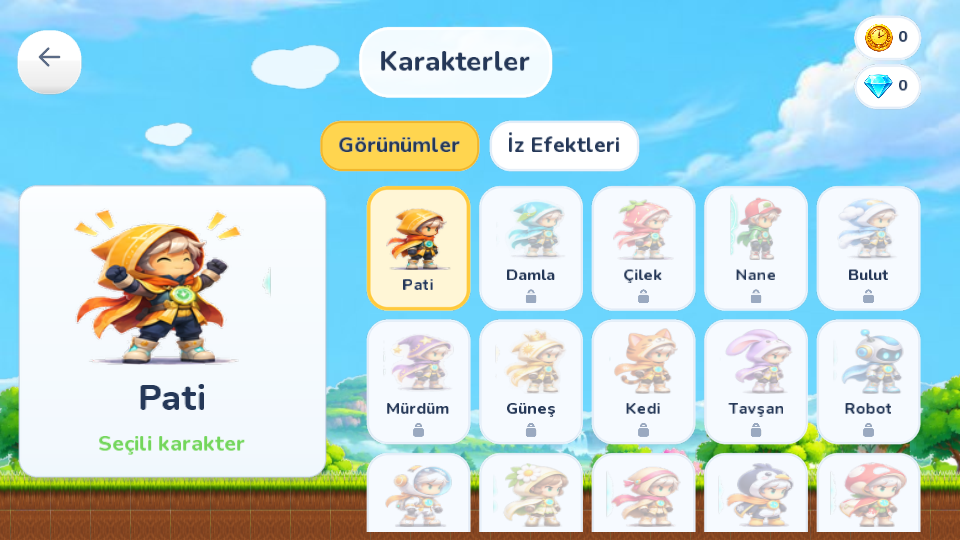 Karakterler
0
0
Görünümler
İz Efektleri
Pati
Seçili karakter
Pati
Damla
Çilek
Nane
Bulut
Mürdüm
Güneş
Kedi
Tavşan
Robot